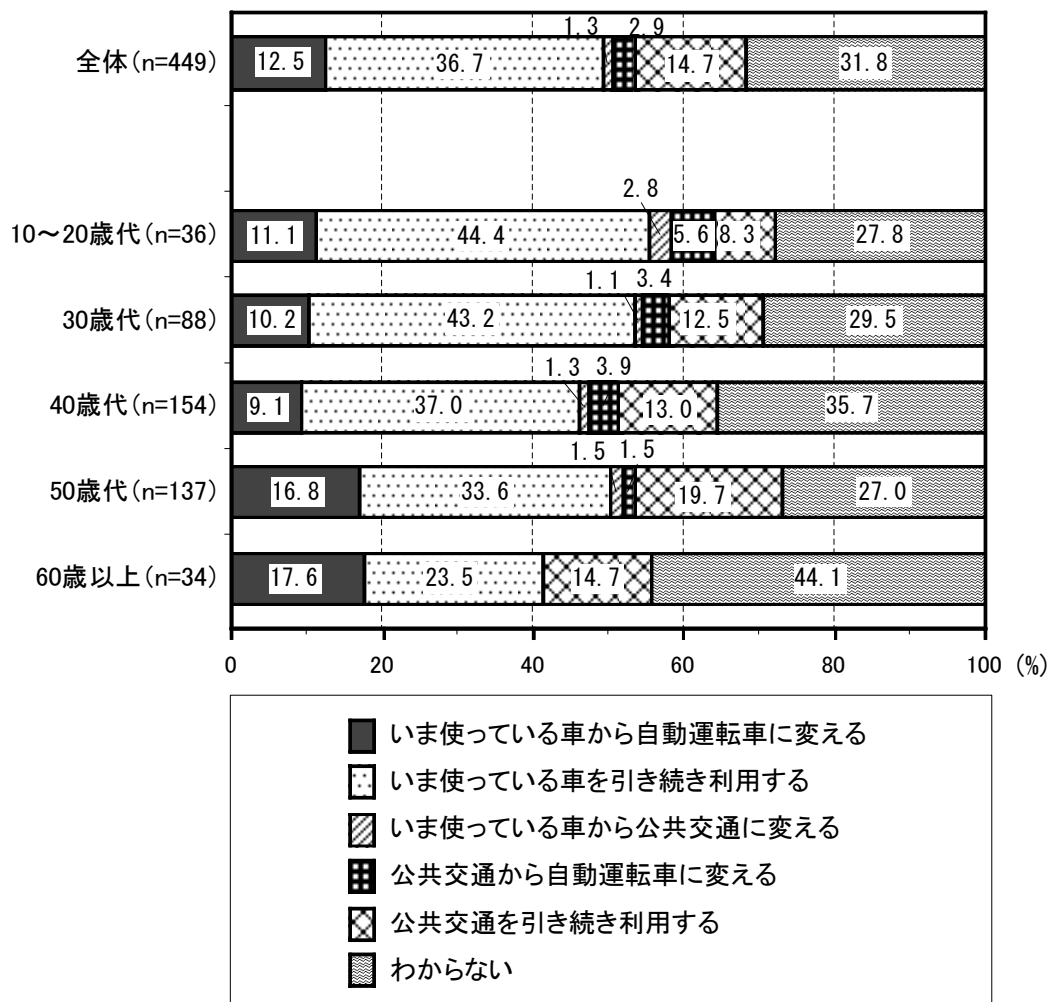 1.3 2.9
全体(n=449) 12.5 36.7 14.7 31.8
2.8
10～20歳代(n=36) 11.1 44.4 5.6 8.3 27.8
1.1 3.4
30歳代(n=88) 10.2 43.2 12.5 29.5
1.3 3.9
40歳代(n=154) 9.1 37.0 13.0 35.7
1.5 1.5
50歳代(n=137) 16.8 33.6 19.7 27.0
60歳以上(n=34) 17.6 23.5 14.7 44.1
0 20 40 60 80 100 (%)
いま使っている車から自動運転車に変える
いま使っている車を引き続き利用する
いま使っている車から公共交通に変える
公共交通から自動運転車に変える
公共交通を引き続き利用する
わからない